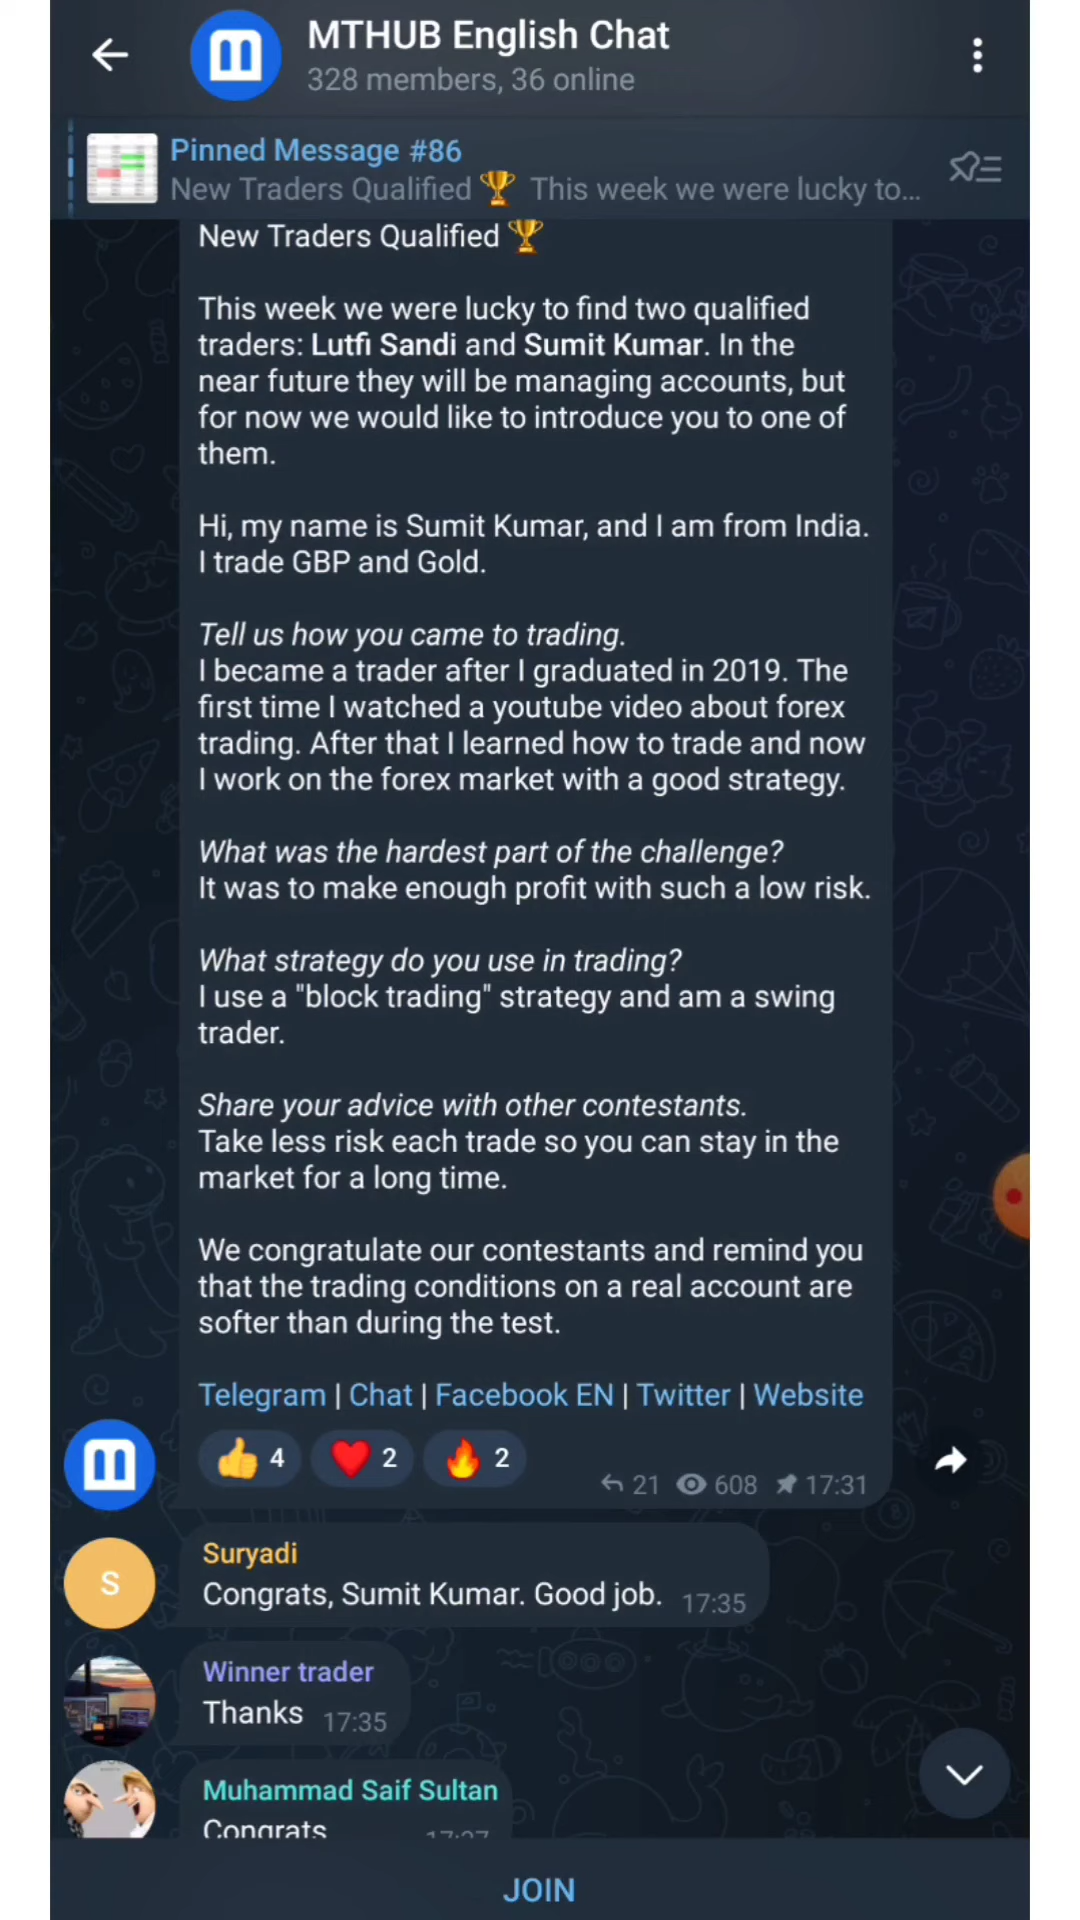 MTHUB English Chat
328 members, 36 online
Pinned Message #86
New Traders Qualified 🏆 This week we were lucky to...
New Traders Qualified 🏆
This week we were lucky to find two qualified
traders: Lutfi Sandi and Sumit Kumar. In the
near future they will be managing accounts, but
for now we would like to introduce you to one of
them.
Hi, my name is Sumit Kumar, and I am from India.
I trade GBP and Gold.
Tell us how you came to trading.
I became a trader after I graduated in 2019. The
first time I watched a youtube video about forex
trading. After that I learned how to trade and now
I work on the forex market with a good strategy.
What was the hardest part of the challenge?
It was to make enough profit with such a low risk.
What strategy do you use in trading?
I use a "block trading" strategy and am a swing
trader.
Share your advice with other contestants.
Take less risk each trade so you can stay in the
market for a long time.
We congratulate our contestants and remind you
that the trading conditions on a real account are
softer than during the test.
Telegram | Chat | Facebook EN | Twitter | Website
👍 4 ❤️ 2 🔥 2
21 608 17:31
S
Suryadi
Congrats, Sumit Kumar. Good job. 17:35
Winner trader
Thanks 17:35
Muhammad Saif Sultan
Congrats 17:37
JOIN